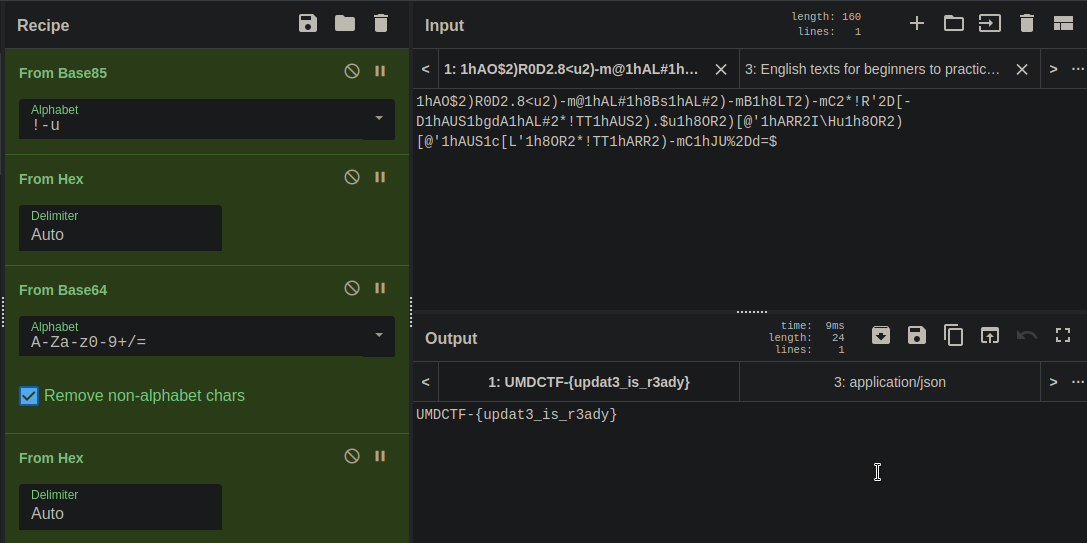 Recipe
From Base85
Alphabet
!-u
From Hex
Delimiter
Auto
From Base64
Alphabet
A-Za-z0-9+/=
Remove non-alphabet chars
From Hex
Delimiter
Auto
Input
length: 160
lines: 1
< 1: 1hAO$2)R0D2.8<u2)-m@1hAL#1h... 3: English texts for beginners to practic... > ...
1hAO$2)R0D2.8<u2)-m@1hAL#1h8Bs1hAL#2)-mB1h8LT2)-mC2*!R'2D[-
D1hAUS1bgdA1hAL#2*!TT1hAUS2).$u1h8OR2)[@'1hARR2I\Hu1h8OR2)
[@'1hAUS1c[L'1h8OR2*!TT1hARR2)-mC1hJU%2Dd=$
Output
time: 9ms
length: 24
lines: 1
< 1: UMDCTF-{updat3_is_r3ady} 3: application/json > ...
UMDCTF-{updat3_is_r3ady}